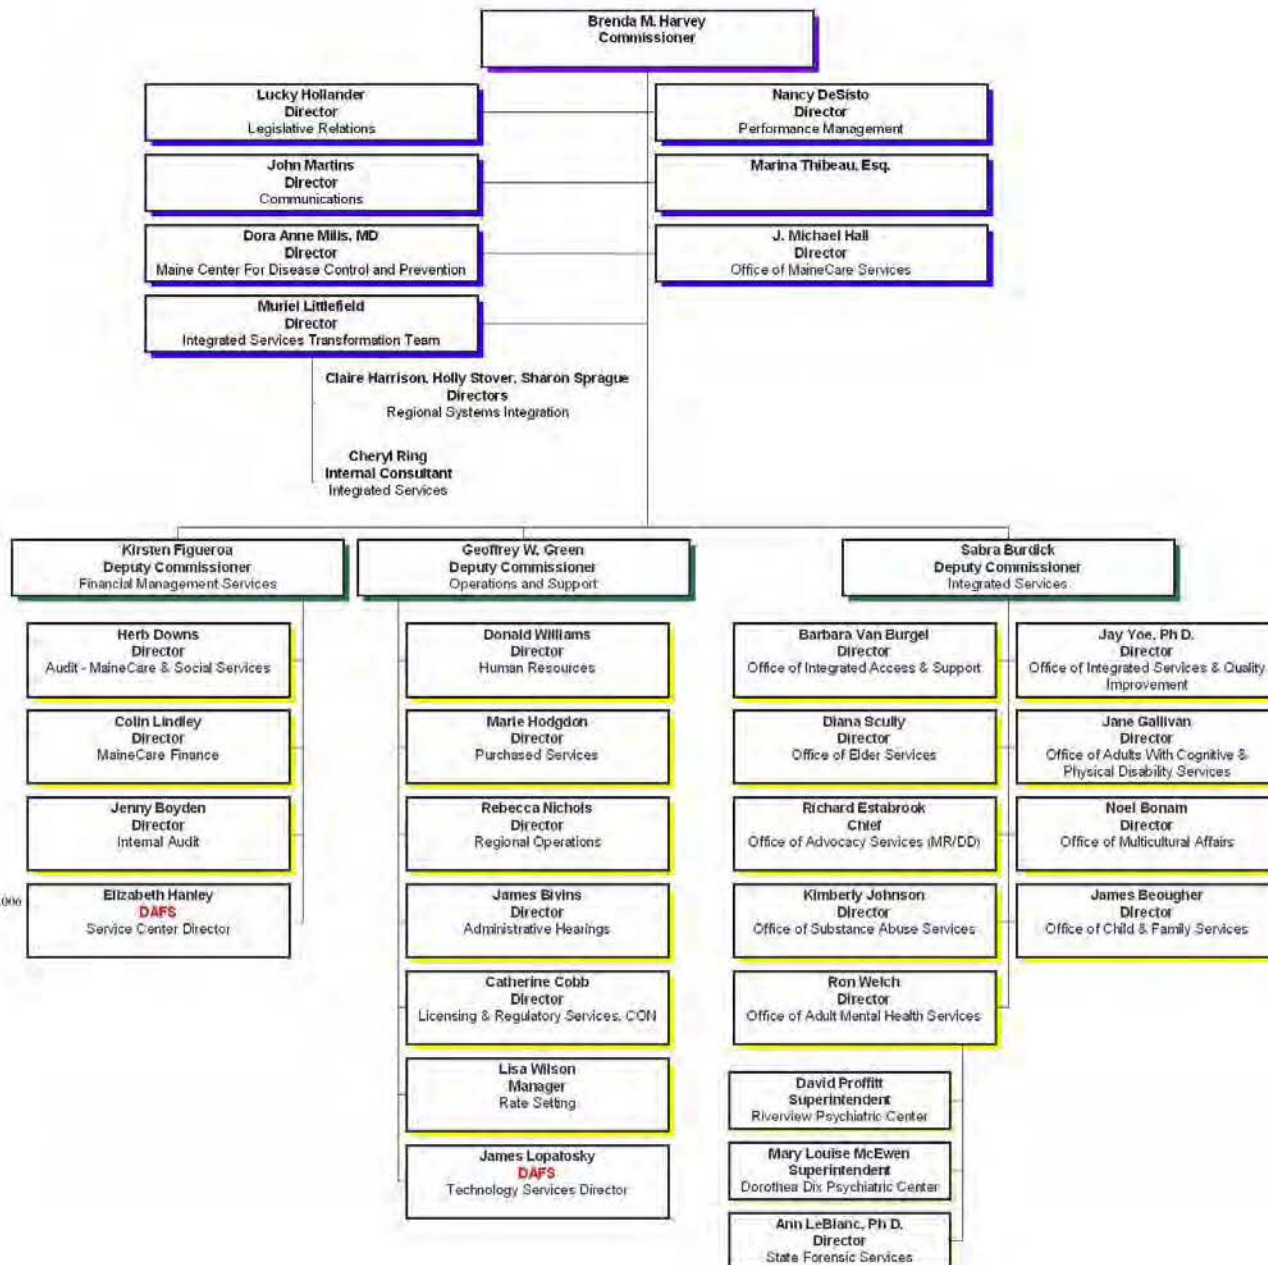 Brenda M. Harvey
Commissioner
Lucky Hollander
Director
Legislative Relations
Nancy DeSisto
Director
Performance Management
John Martins
Director
Communications
Marina Thibeau, Esq.
Dora Anne Mills, MD
Director
Maine Center For Disease Control and Prevention
J. Michael Hall
Director
Office of MaineCare Services
Muriel Littlefield
Director
Integrated Services Transformation Team
Claire Harrison, Holly Stover, Sharon Sprague
Directors
Regional Systems Integration
Cheryl Ring
Internal Consultant
Integrated Services
Kirsten Figueroa
Deputy Commissioner
Financial Management Services
Herb Downs
Director
Audit - MaineCare & Social Services
Colin Lindley
Director
MaineCare Finance
Jenny Boyden
Director
Internal Audit
Elizabeth Hanley
DAFS
Service Center Director
Geoffrey W. Green
Deputy Commissioner
Operations and Support
Donald Williams
Director
Human Resources
Marie Hodgdon
Director
Purchased Services
Rebecca Nichols
Director
Regional Operations
James Bivins
Director
Administrative Hearings
Catherine Cobb
Director
Licensing & Regulatory Services, CON
Lisa Wilson
Manager
Rate Setting
James Lopatosky
DAFS
Technology Services Director
Sabra Burdick
Deputy Commissioner
Integrated Services
Barbara Van Burgel
Director
Office of Integrated Access & Support
Jay Yoe, Ph D.
Director
Office of Integrated Services & Quality
Improvement
Diana Scully
Director
Office of Elder Services
Jane Gallivan
Director
Office of Adults With Cognitive &
Physical Disability Services
Richard Estabrook
Chief
Office of Advocacy Services (MR/DD)
Noel Bonam
Director
Office of Multicultural Affairs
Kimberly Johnson
Director
Office of Substance Abuse Services
James Beougher
Director
Office of Child & Family Services
Ron Welch
Director
Office of Adult Mental Health Services
David Proffitt
Superintendent
Riverview Psychiatric Center
Mary Louise McEwen
Superintendent
Dorothea Dix Psychiatric Center
Ann LeBlanc, Ph D.
Director
State Forensic Services